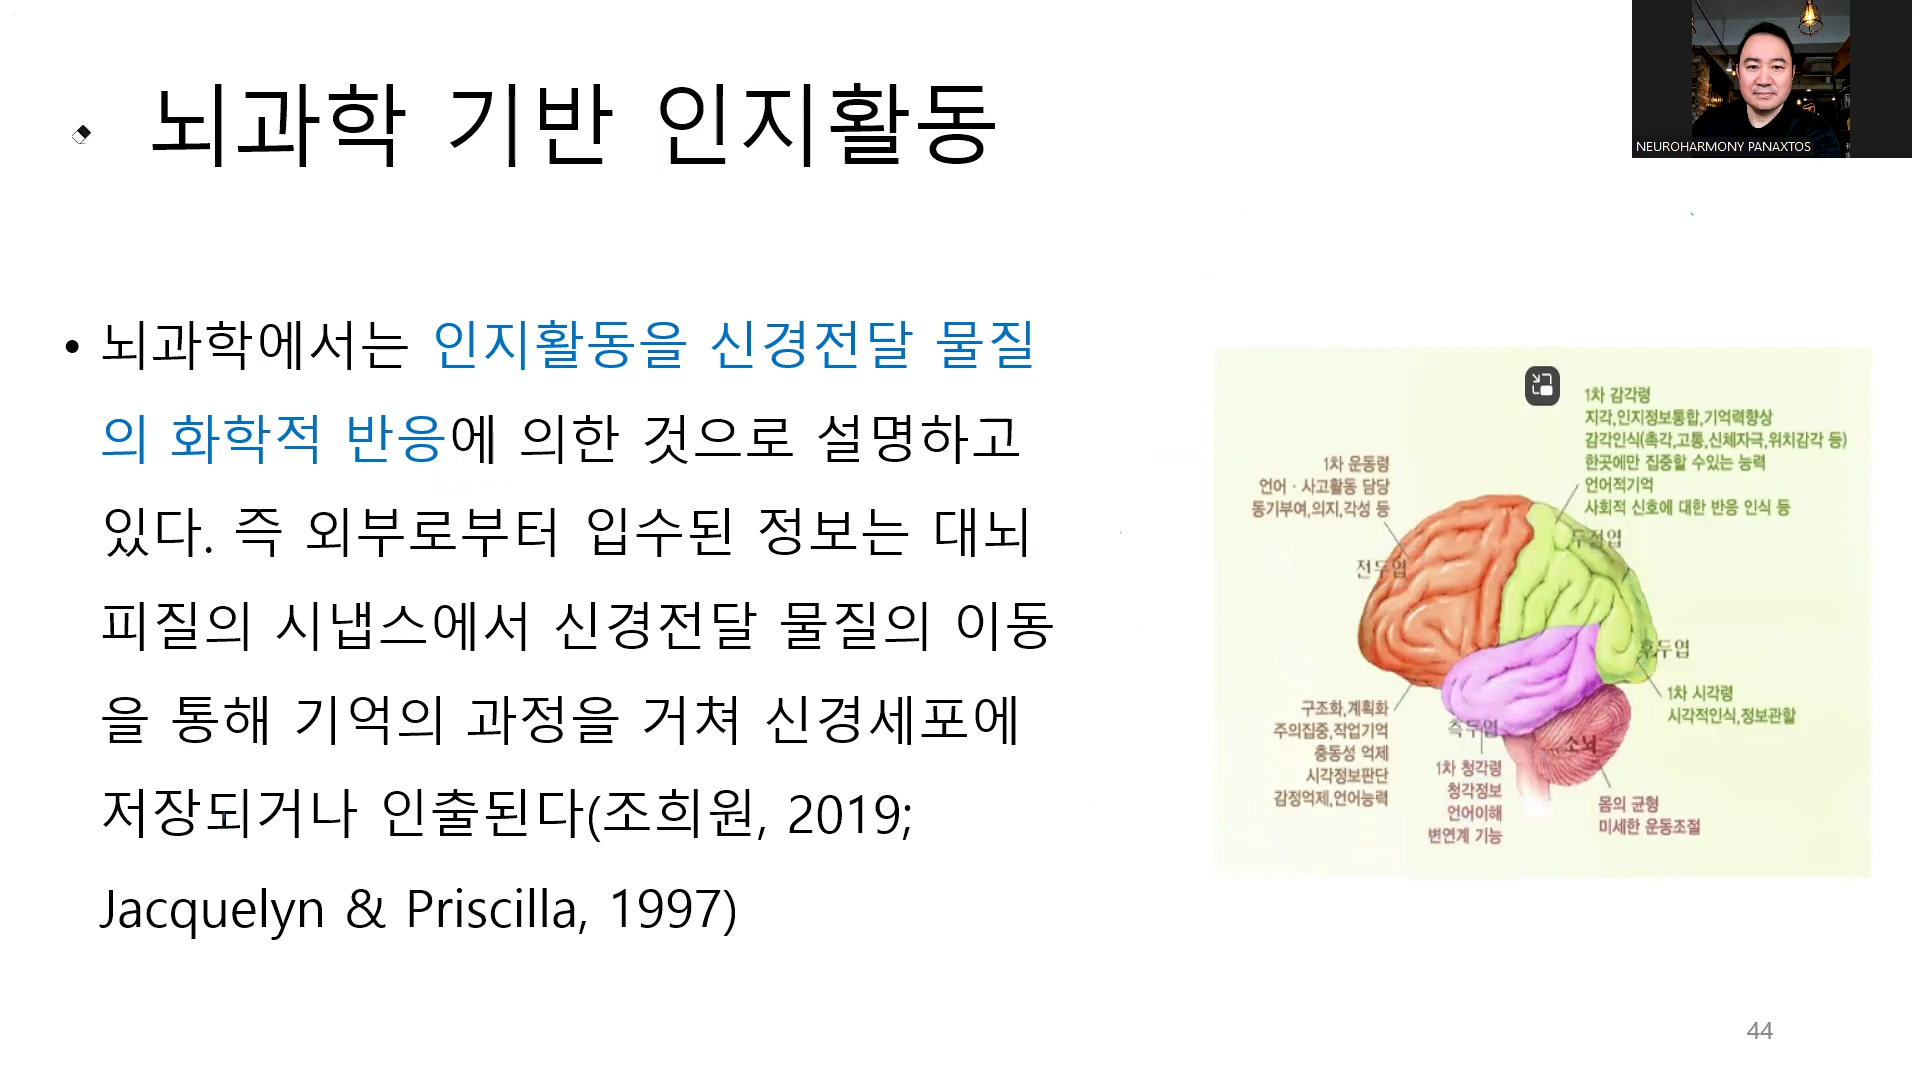 뇌과학 기반 인지활동
NEUROHARMONY PANAXTOS
• 뇌과학에서는 인지활동을 신경전달 물질
의 화학적 반응에 의한 것으로 설명하고
있다. 즉 외부로부터 입수된 정보는 대뇌
피질의 시냅스에서 신경전달 물질의 이동
을 통해 기억의 과정을 거쳐 신경세포에
저장되거나 인출된다(조희원, 2019;
Jacquelyn & Priscilla, 1997)
1차 감각령
지각,인지정보통합,기억력향상
감각인식(촉각,고통,신체자극,위치감각 등)
한곳에만 집중할 수있는 능력
언어적기억
사회적 신호에 대한 반응 인식 등
두정엽
1차 운동령
언어 · 사고활동 담당
동기부여,의지,각성 등
전두엽
후두엽
1차 시각령
시각적인식,정보관할
구조화,계획화
주의집중,작업기억
충동성 억제
시각정보판단
감정억제,언어능력
측두엽
1차 청각령
청각정보
언어이해
변연계 기능
소뇌
몸의 균형
미세한 운동조절
44